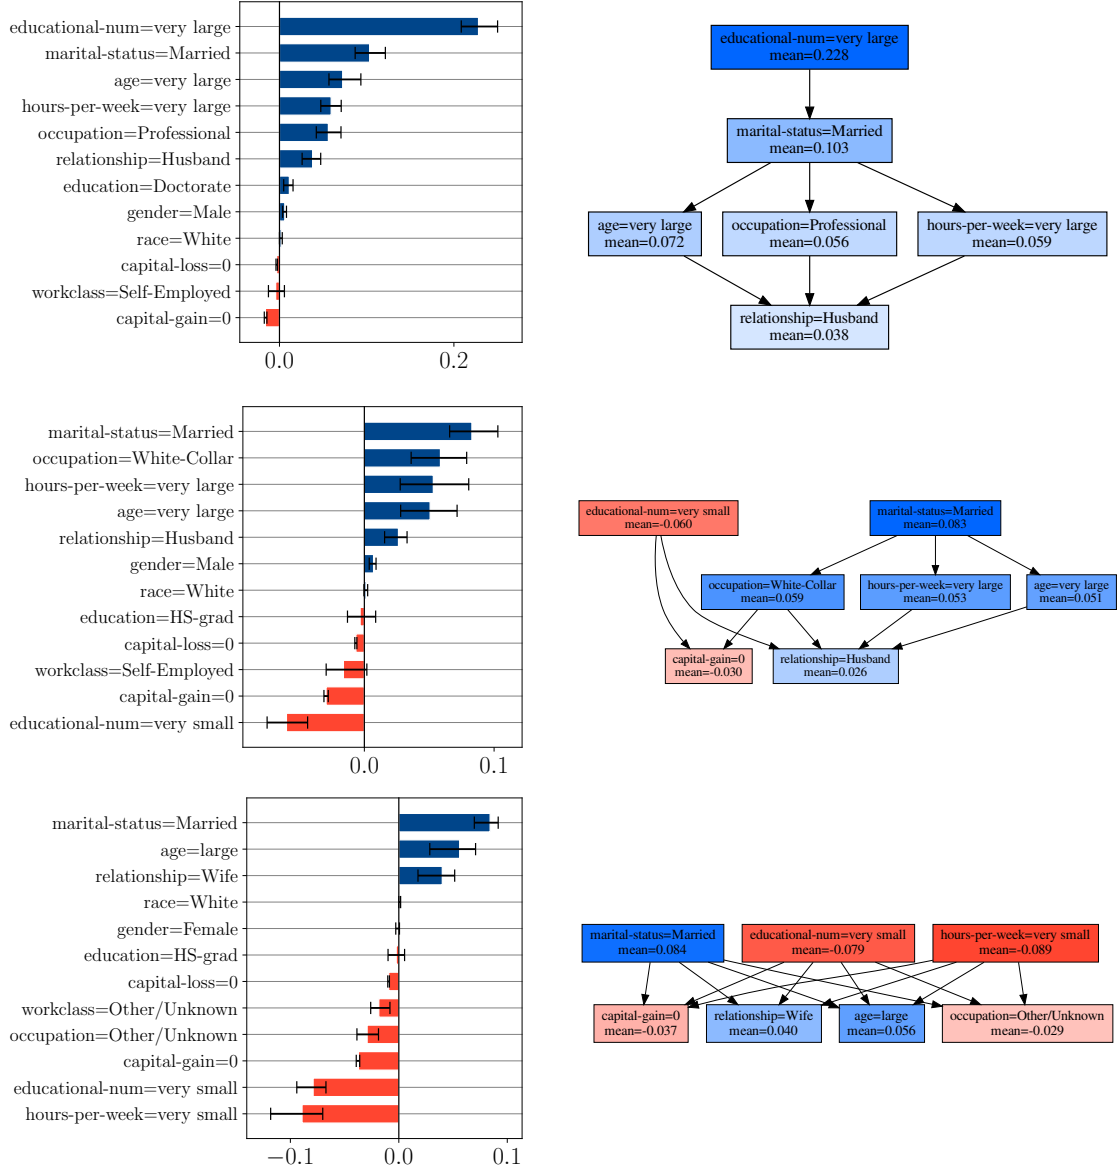 educational-num=very large
marital-status=Married
age=very large
hours-per-week=very large
occupation=Professional
relationship=Husband
education=Doctorate
gender=Male
race=White
capital-loss=0
workclass=Self-Employed
capital-gain=0
0.0 0.2
educational-num=very large
mean=0.228
marital-status=Married
mean=0.103
age=very large
mean=0.072
occupation=Professional
mean=0.056
hours-per-week=very large
mean=0.059
relationship=Husband
mean=0.038
marital-status=Married
occupation=White-Collar
hours-per-week=very large
age=very large
relationship=Husband
gender=Male
race=White
education=HS-grad
capital-loss=0
workclass=Self-Employed
capital-gain=0
educational-num=very small
0.0 0.1
educational-num=very small
mean=-0.060
marital-status=Married
mean=0.083
occupation=White-Collar
mean=0.059
hours-per-week=very large
mean=0.053
age=very large
mean=0.051
capital-gain=0
mean=-0.030
relationship=Husband
mean=0.026
marital-status=Married
age=large
relationship=Wife
race=White
gender=Female
education=HS-grad
capital-loss=0
workclass=Other/Unknown
occupation=Other/Unknown
capital-gain=0
educational-num=very small
hours-per-week=very small
−0.1 0.0 0.1
marital-status=Married
mean=0.084
educational-num=very small
mean=-0.079
hours-per-week=very small
mean=-0.089
capital-gain=0
mean=-0.037
relationship=Wife
mean=0.040
age=large
mean=0.056
occupation=Other/Unknown
mean=-0.029